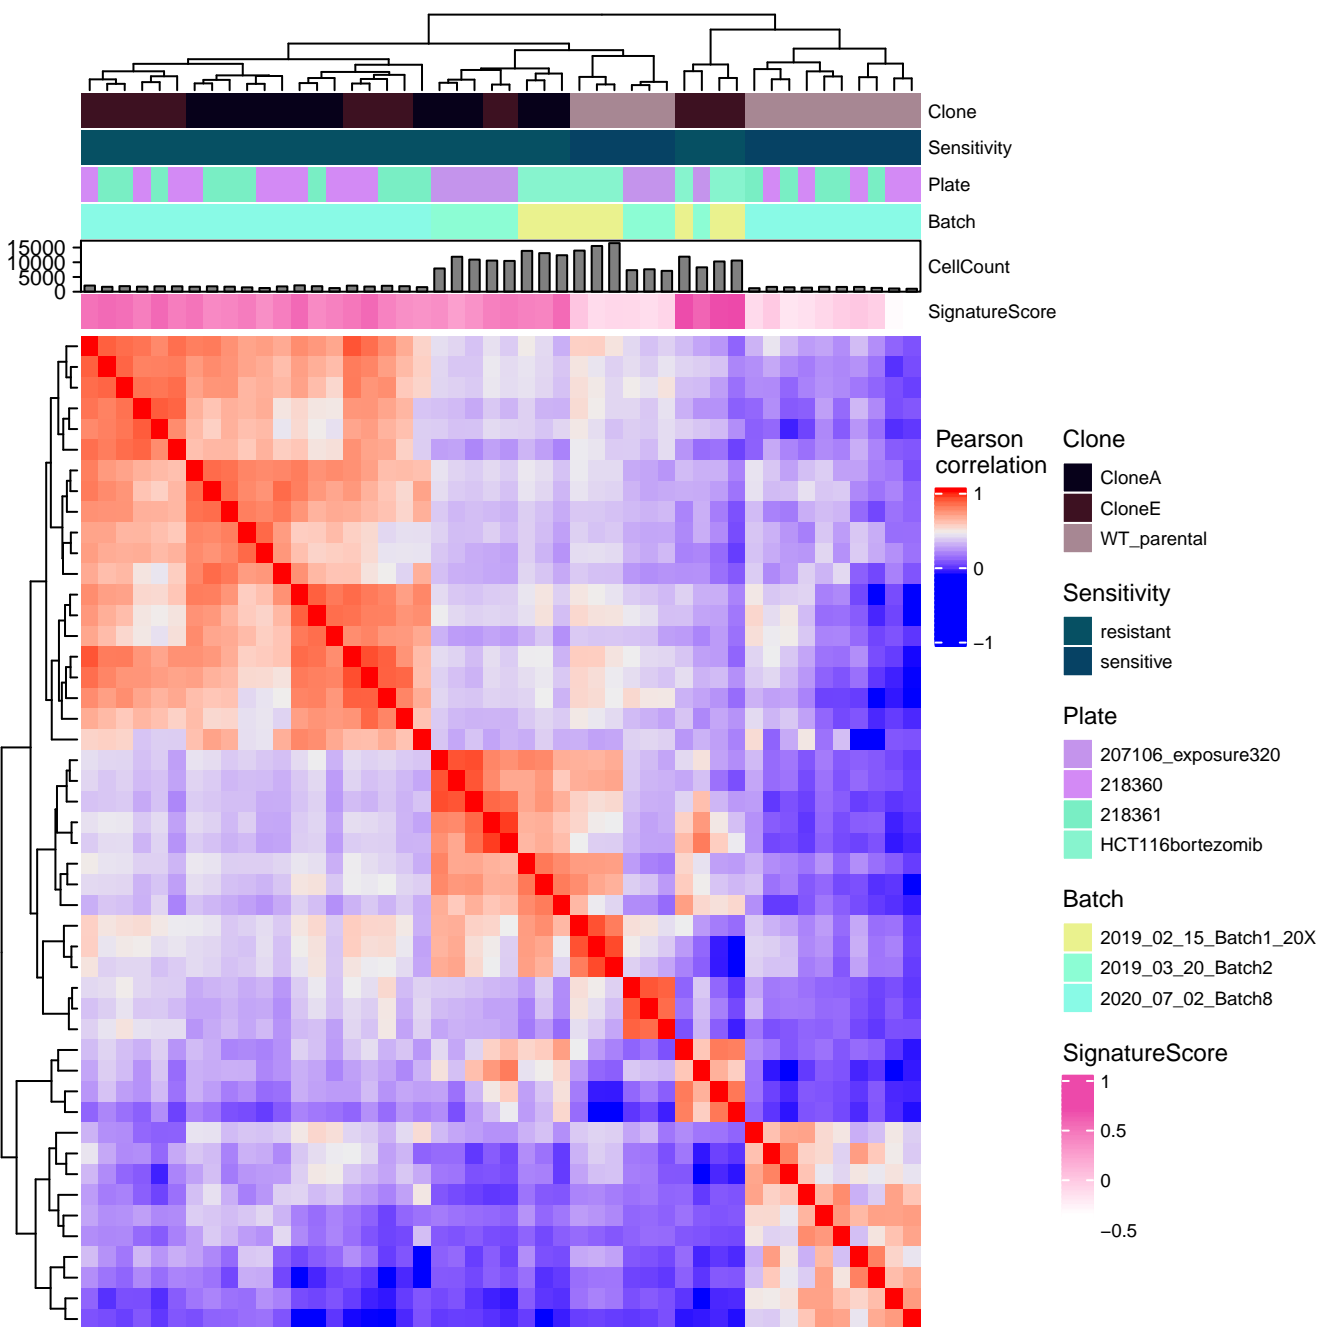 Clone
Sensitivity
Plate
Batch
15000
10000
5000
0
CellCount
SignatureScore
Pearson
correlation
1
0
−1
Clone
CloneA
CloneE
WT_parental
Sensitivity
resistant
sensitive
Plate
207106_exposure320
218360
218361
HCT116bortezomib
Batch
2019_02_15_Batch1_20X
2019_03_20_Batch2
2020_07_02_Batch8
SignatureScore
1
0.5
0
−0.5